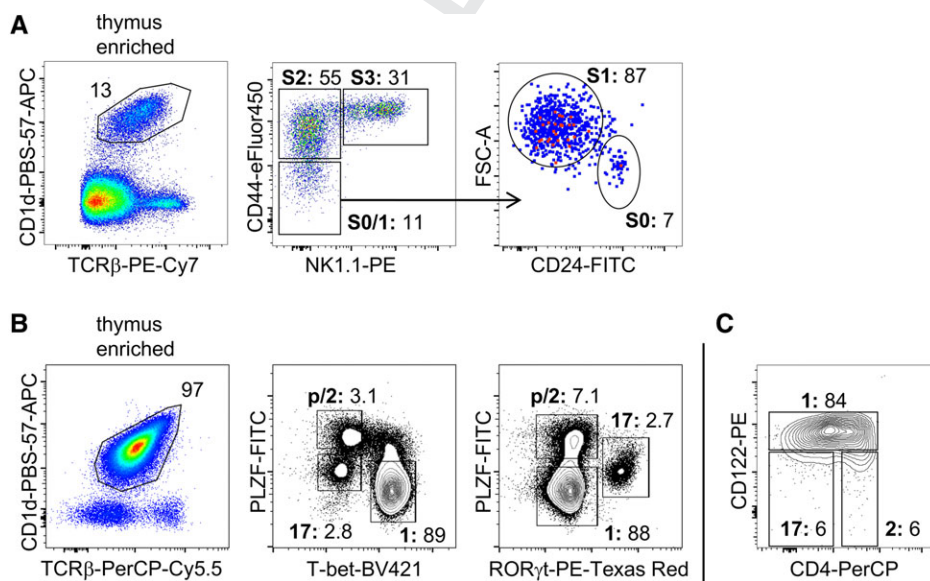 A
thymus
enriched
13
CD1d-PBS-57-APC
TCRβ-PE-Cy7
S2: 55
S3: 31
S0/1: 11
CD44-eFluor450
NK1.1-PE
S1: 87
S0: 7
FSC-A
CD24-FITC
B
thymus
enriched
97
CD1d-PBS-57-APC
TCRβ-PerCP-Cy5.5
p/2: 3.1
17: 2.8
1: 89
PLZF-FITC
T-bet-BV421
p/2: 7.1
17: 2.7
1: 88
PLZF-FITC
RORγt-PE-Texas Red
C
1: 84
17: 6
2: 6
CD122-PE
CD4-PerCP